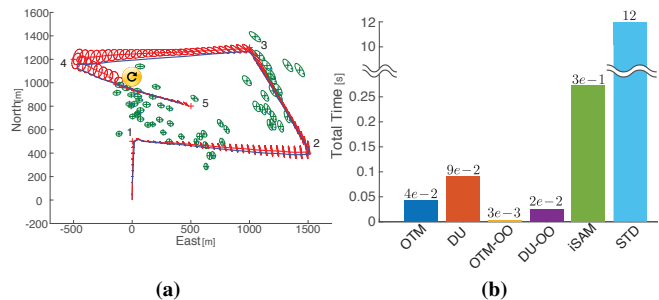 1600
1400
1200
1000
800
600
400
200
0
-200
North[m]
-500
0
500
1000
1500
East[m]
1
2
3
4
5
(a)
12
10
0.25
0.2
0.15
0.1
0.05
0
Total Time [s]
4e−2
9e−2
3e−3
2e−2
3e−1
12
OTM
DU
OTM-OO
DU-OO
iSAM
STD
(b)